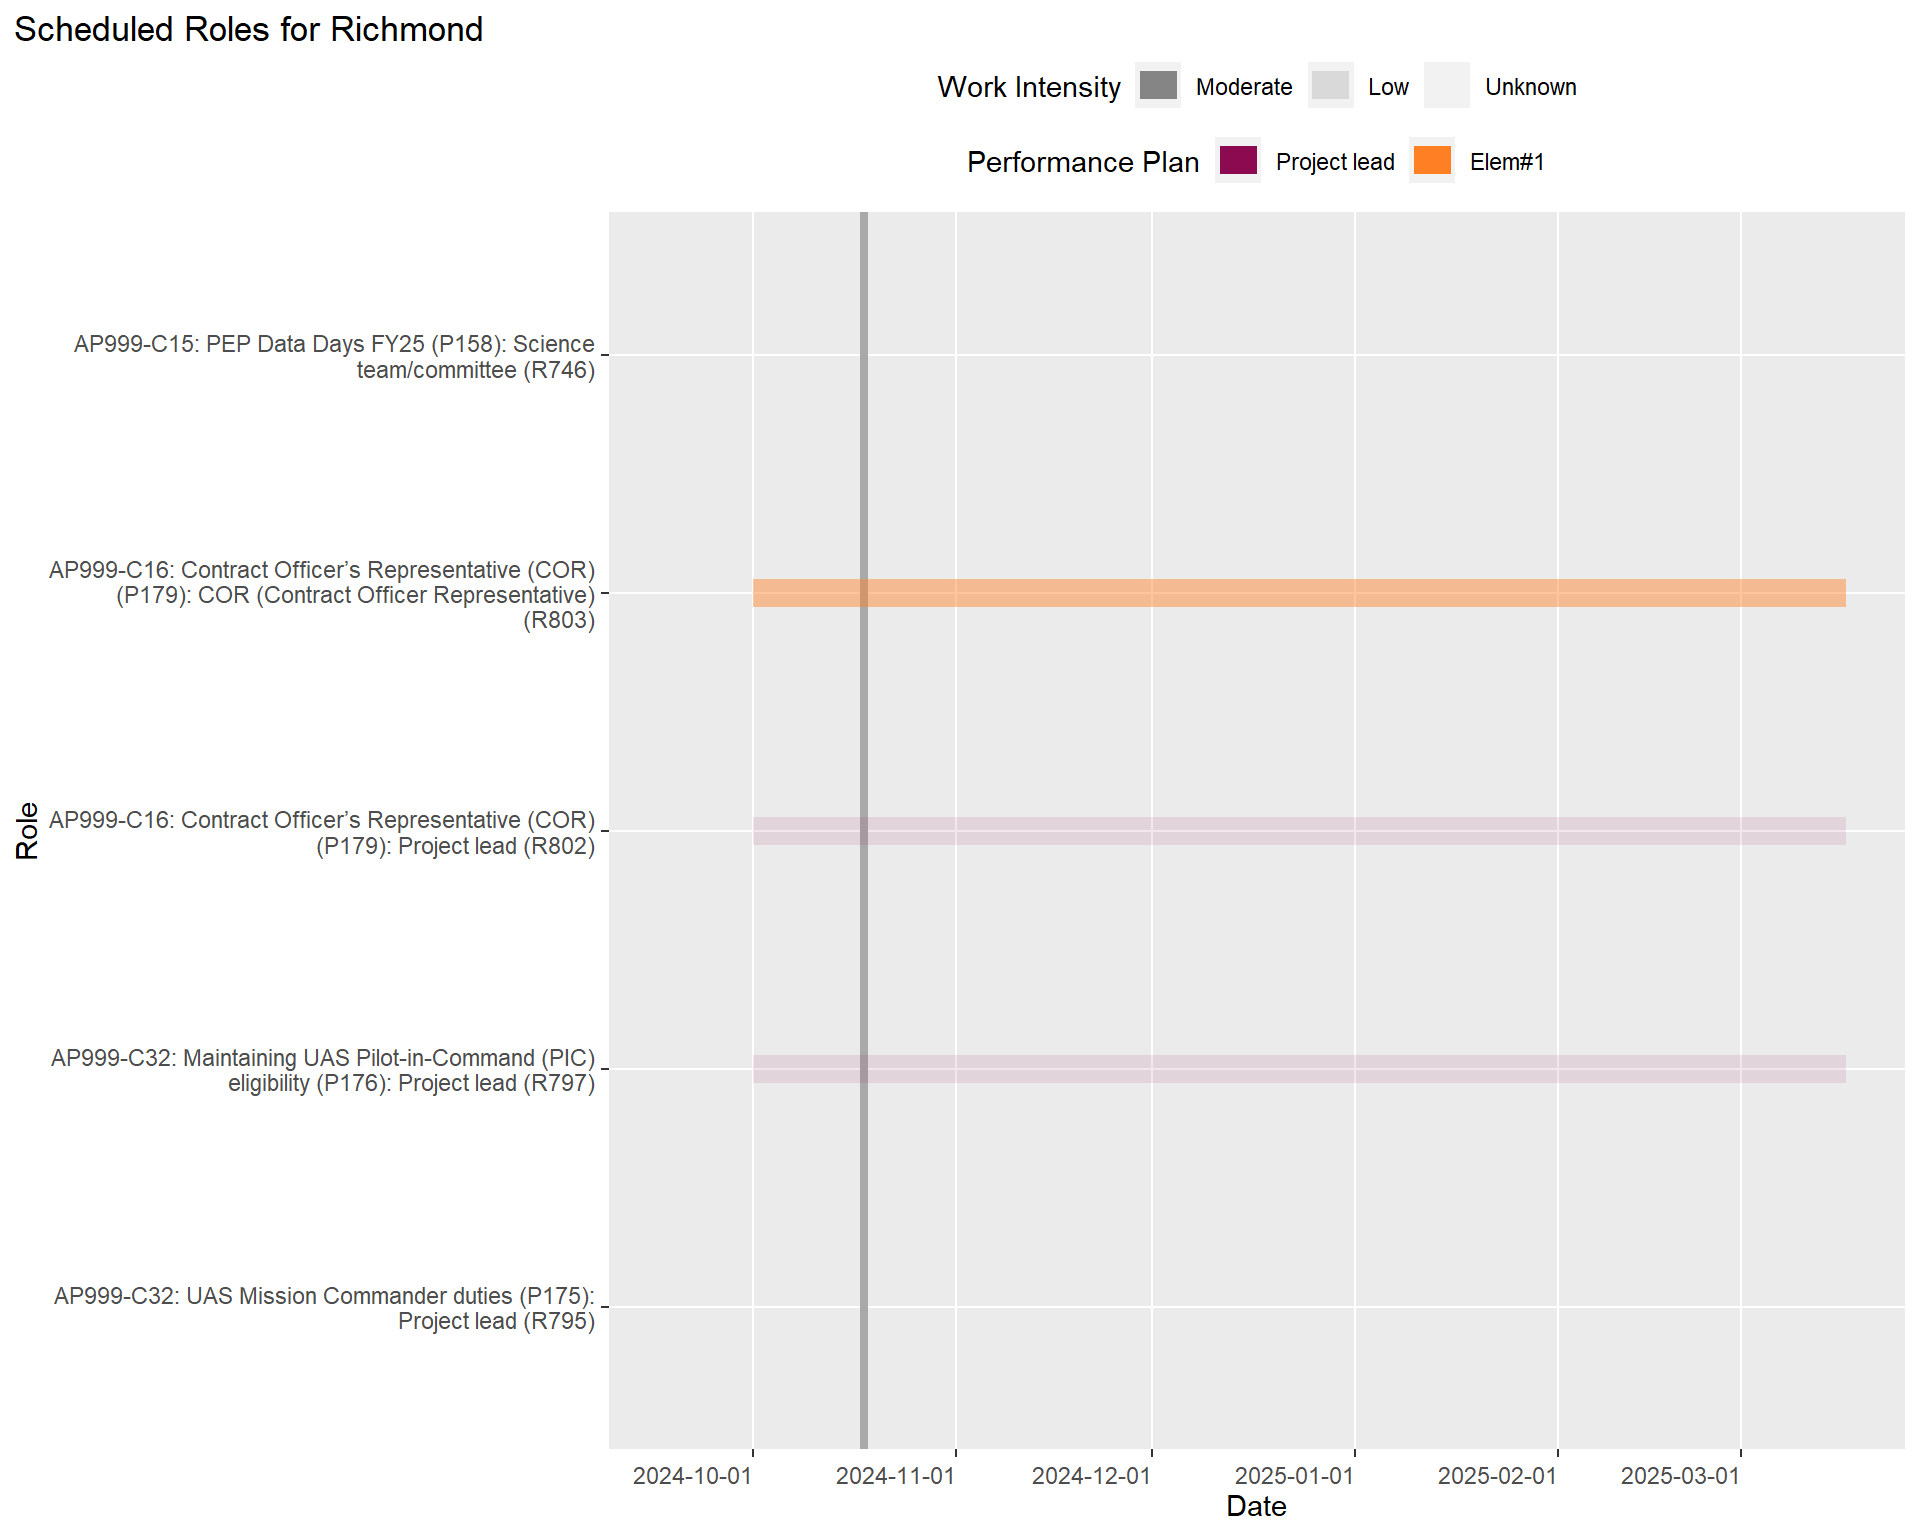 Scheduled Roles for Richmond
Work Intensity Moderate Low Unknown
Performance Plan Project lead Elem#1
AP999-C15: PEP Data Days FY25 (P158): Science
team/committee (R746)
AP999-C16: Contract Officer’s Representative (COR)
(P179): COR (Contract Officer Representative)
(R803)
Role
AP999-C16: Contract Officer’s Representative (COR)
(P179): Project lead (R802)
AP999-C32: Maintaining UAS Pilot-in-Command (PIC)
eligibility (P176): Project lead (R797)
AP999-C32: UAS Mission Commander duties (P175):
Project lead (R795)
2024-10-01 2024-11-01 2024-12-01 2025-01-01 2025-02-01 2025-03-01
Date